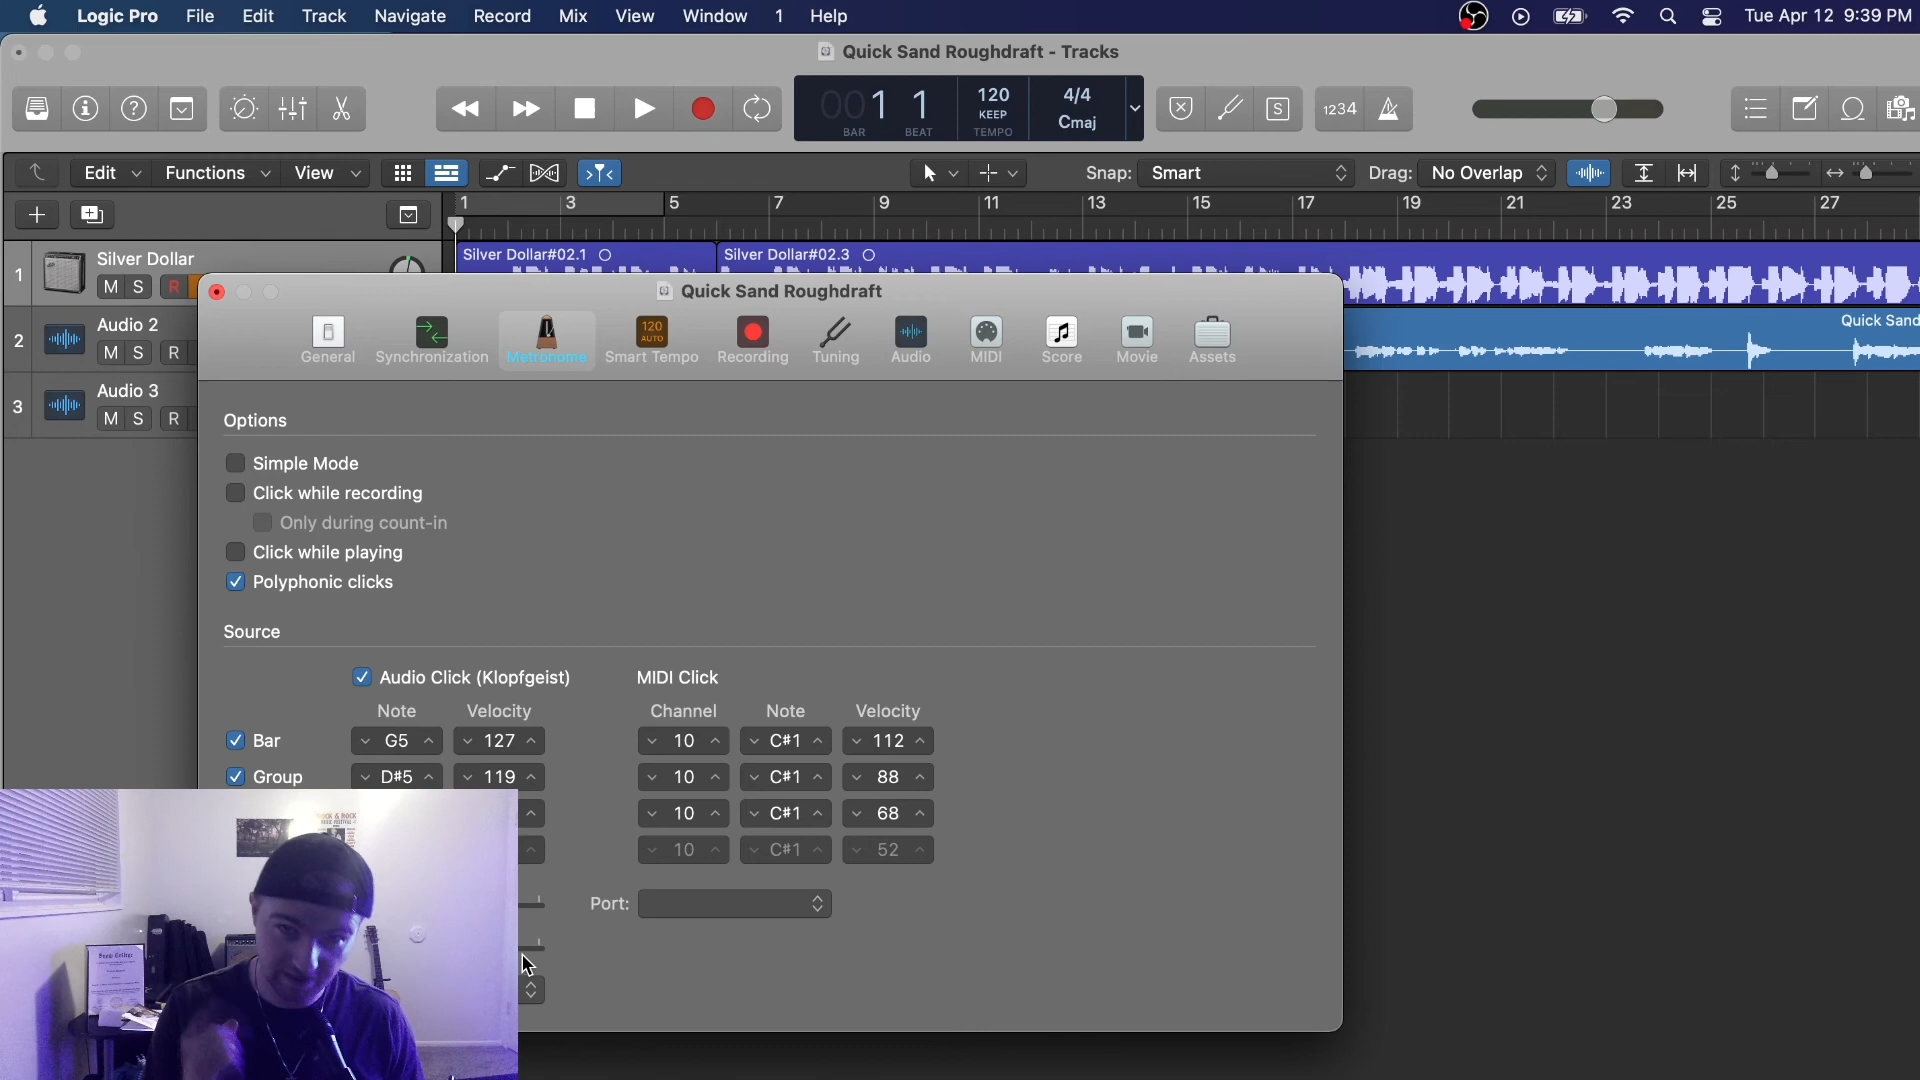 Logic Pro File Edit Track Navigate Record Mix View Window 1 Help Tue Apr 12 9:39 PM
Quick Sand Roughdraft - Tracks
001 1 120 KEEP TEMPO 4/4 Cmaj
BAR BEAT
S 1234
Edit Functions View Snap: Smart Drag: No Overlap
1 3 5 7 9 11 13 15 17 19 21 23 25 27
1 Silver Dollar
M S R
Silver Dollar#02.1 Silver Dollar#02.3
2 Audio 2
M S R
Quick Sand
3 Audio 3
M S R
Quick Sand Roughdraft
120 AUTO
General Synchronization Metronome Smart Tempo Recording Tuning Audio MIDI Score Movie Assets
Options
Simple Mode
Click while recording
Only during count-in
Click while playing
Polyphonic clicks
Source
Audio Click (Klopfgeist) MIDI Click
Note Velocity Channel Note Velocity
Bar G5 127 10 C#1 112
Group D#5 119 10 C#1 88
10 C#1 68
10 C#1 52
Port:
Snow College